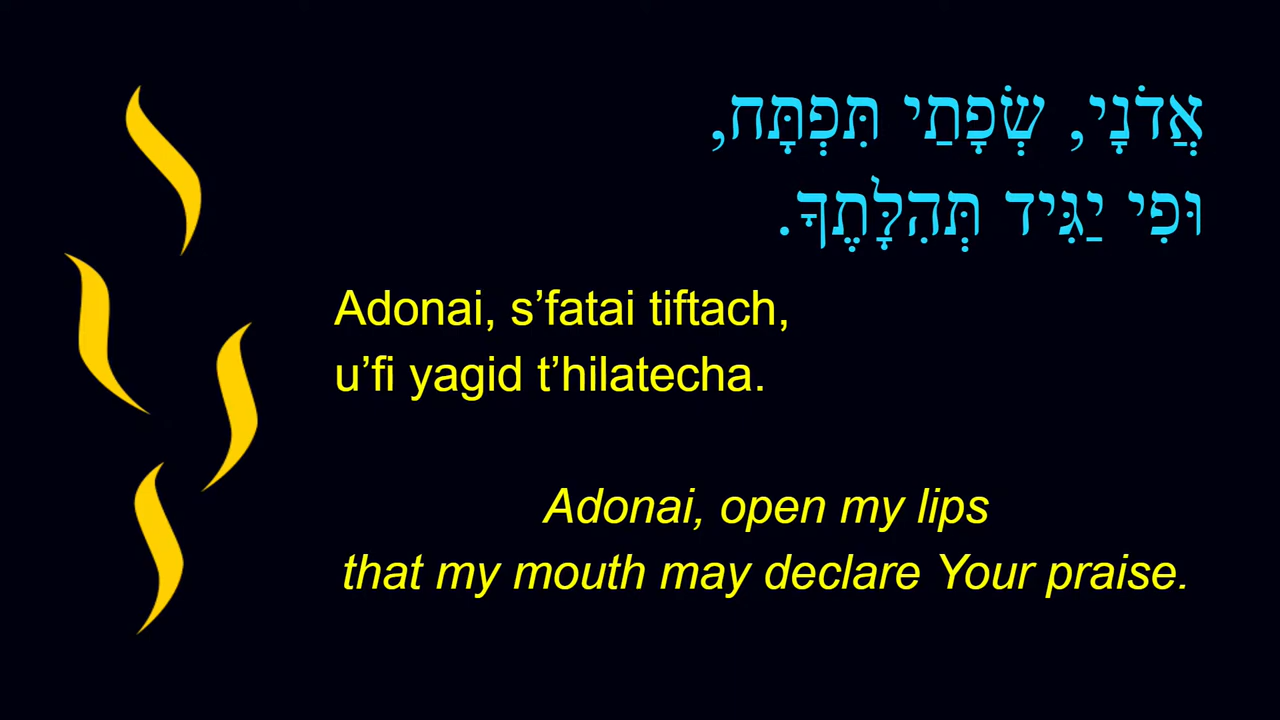 אֲדֹנָי, שְׂפָתַי תִּפְתָּח,
וּפִי יַגִּיד תְּהִלָּתֶךָ.
Adonai, s’fatai tiftach,
u’fi yagid t’hilatecha.
Adonai, open my lips
that my mouth may declare Your praise.